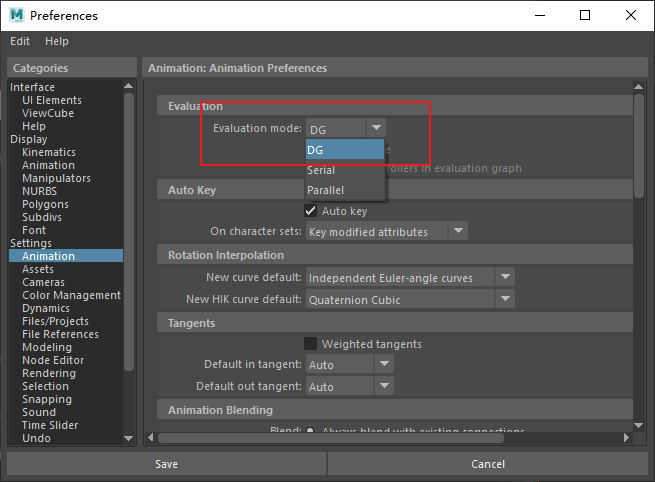 Preferences
Edit Help
Categories
Interface
UI Elements
ViewCube
Help
Display
Kinematics
Animation
Manipulators
NURBS
Polygons
Subdivs
Font
Settings
Animation
Assets
Cameras
Color Management
Dynamics
Files/Projects
File References
Modeling
Node Editor
Rendering
Selection
Snapping
Sound
Time Slider
Undo
Animation: Animation Preferences
Evaluation
Evaluation mode: DG
DG
Serial
Parallel
in evaluation graph
Auto Key
Auto key
On character sets: Key modified attributes
Rotation Interpolation
New curve default: Independent Euler-angle curves
New HIK curve default: Quaternion Cubic
Tangents
Weighted tangents
Default in tangent: Auto
Default out tangent: Auto
Animation Blending
Blend: Always blend with existing connections
Save Cancel